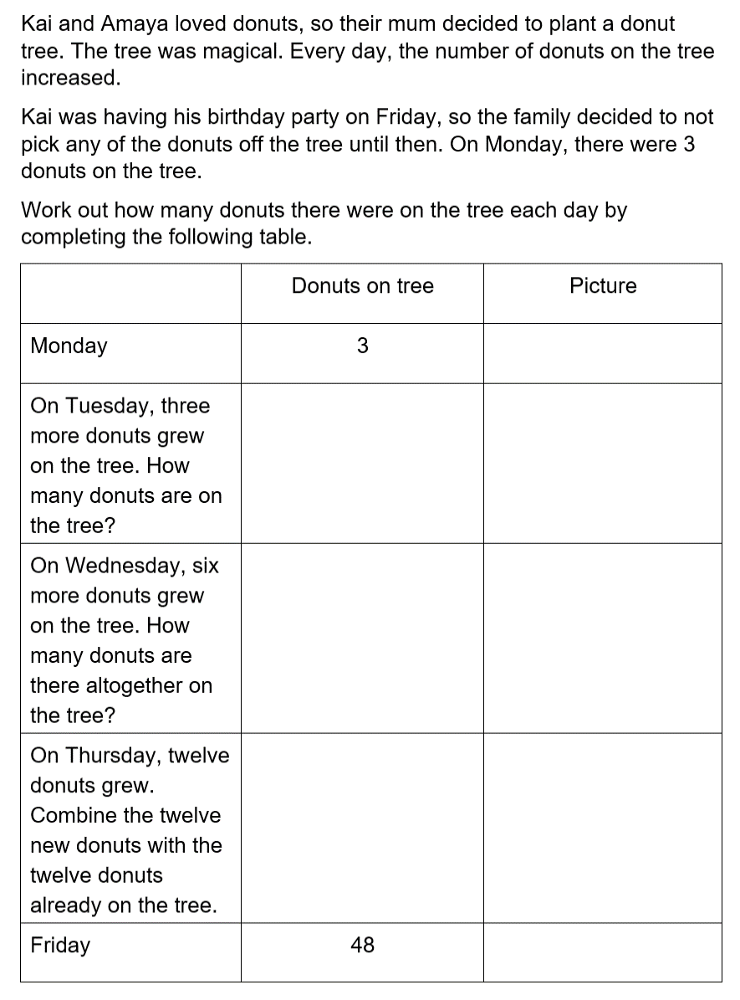 Kai and Amaya loved donuts, so their mum decided to plant a donut
tree. The tree was magical. Every day, the number of donuts on the tree
increased.
Kai was having his birthday party on Friday, so the family decided to not
pick any of the donuts off the tree until then. On Monday, there were 3
donuts on the tree.
Work out how many donuts there were on the tree each day by
completing the following table.
Donuts on tree Picture
Monday 3
On Tuesday, three
more donuts grew
on the tree. How
many donuts are on
the tree?
On Wednesday, six
more donuts grew
on the tree. How
many donuts are
there altogether on
the tree?
On Thursday, twelve
donuts grew.
Combine the twelve
new donuts with the
twelve donuts
already on the tree.
Friday 48